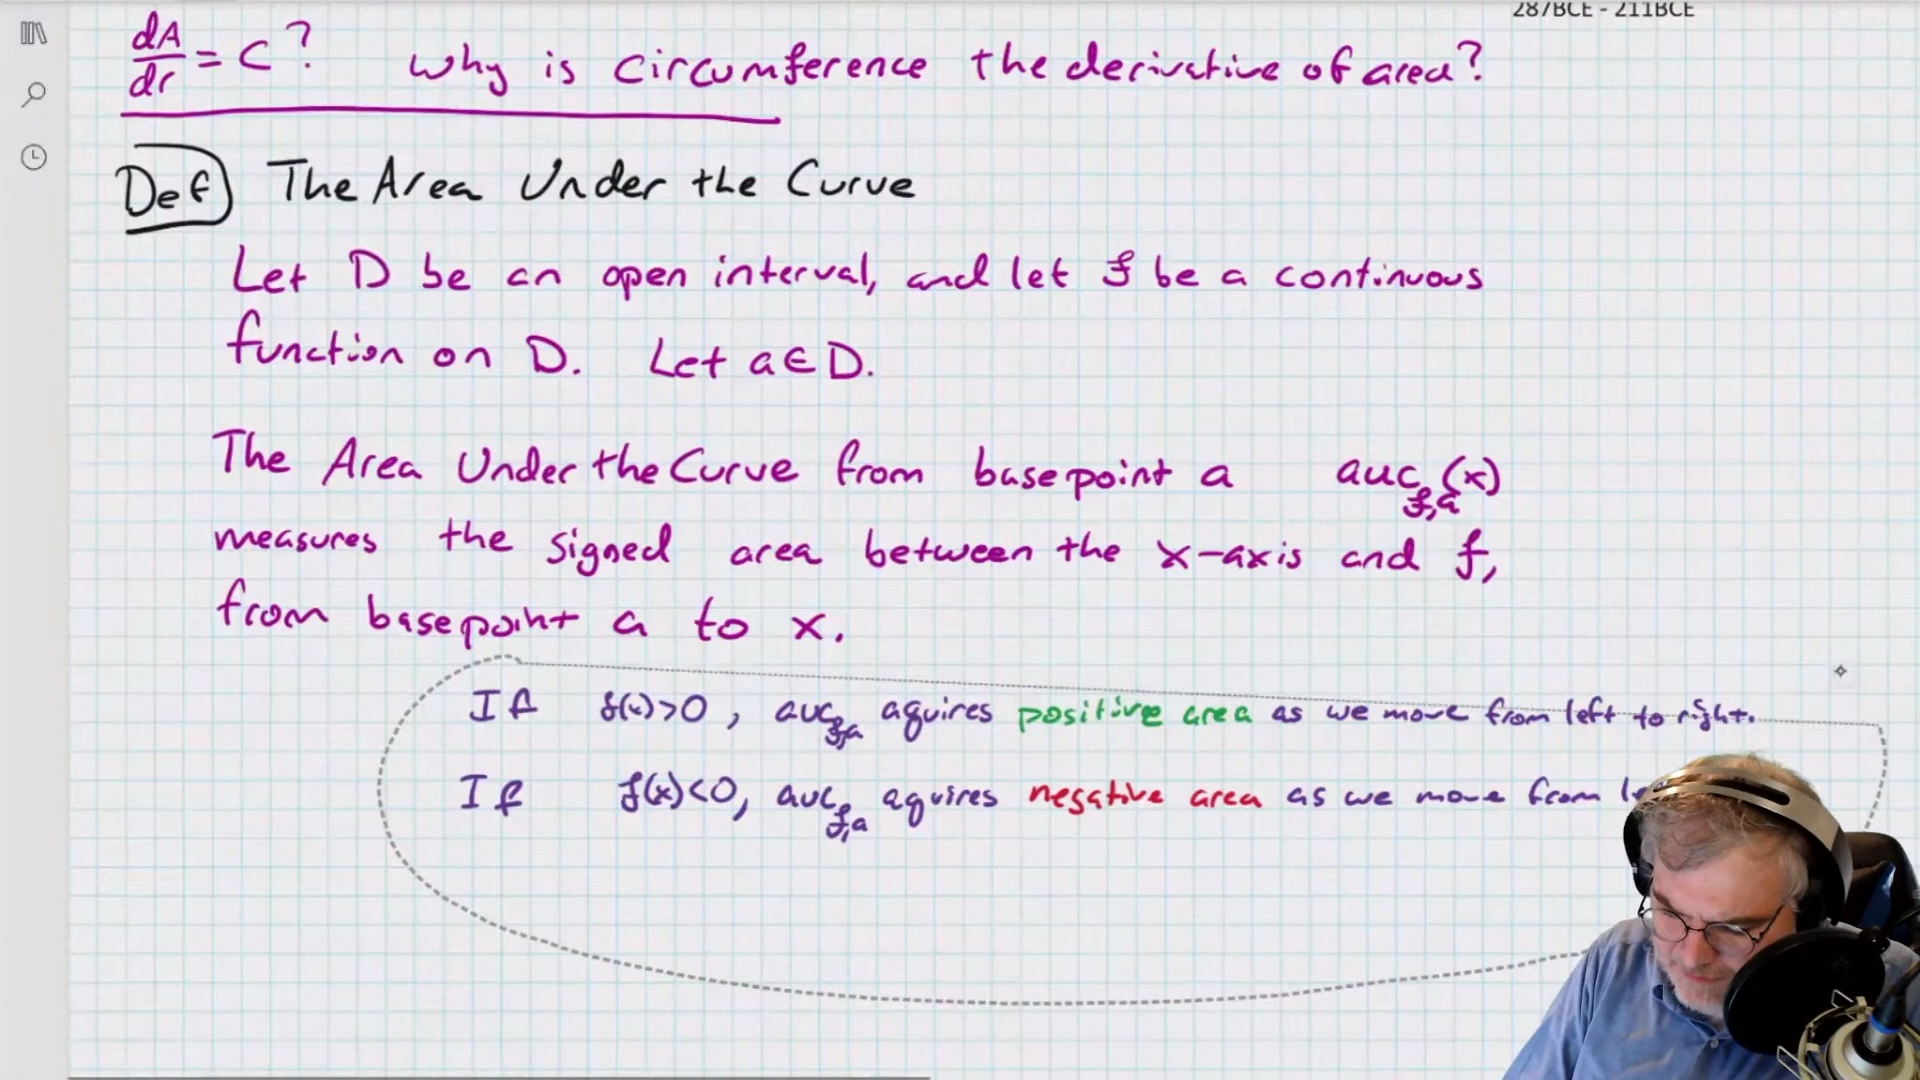 287BCE - 211BCE
dA/dr = C? Why is circumference the derivative of area?
Def The Area Under the Curve
Let D be an open interval, and let f be a continuous
function on D. Let a ∈ D.
The Area Under the Curve from basepoint a auc_f,a(x)
measures the signed area between the x-axis and f,
from basepoint a to x.
If f(x)>0, auc_f,a aquires positive area as we move from left to right.
If f(x)<0, auc_f,a aquires negative area as we move from